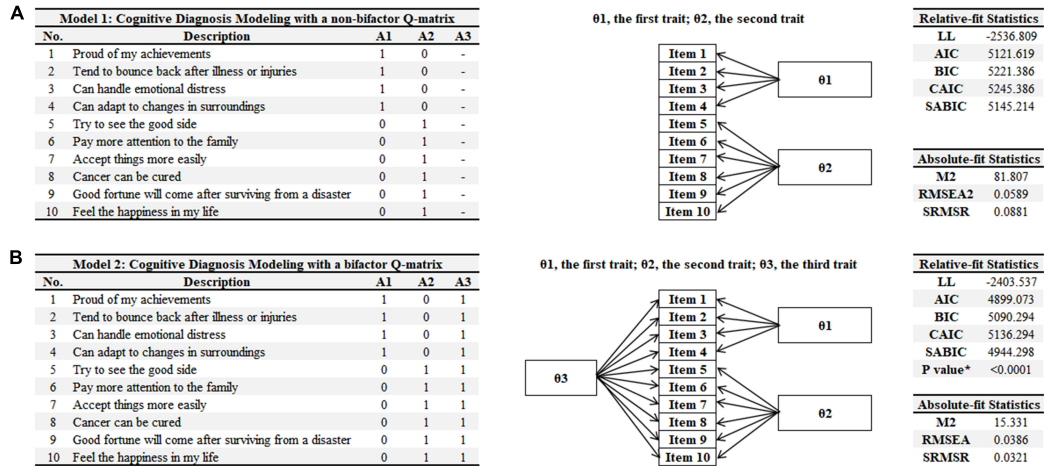 A
Model 1: Cognitive Diagnosis Modeling with a non-bifactor Q-matrix
No. Description A1 A2 A3
1 Proud of my achievements 1 0 -
2 Tend to bounce back after illness or injuries 1 0 -
3 Can handle emotional distress 1 0 -
4 Can adapt to changes in surroundings 1 0 -
5 Try to see the good side 0 1 -
6 Pay more attention to the family 0 1 -
7 Accept things more easily 0 1 -
8 Cancer can be cured 0 1 -
9 Good fortune will come after surviving from a disaster 0 1 -
10 Feel the happiness in my life 0 1 -
θ1, the first trait; θ2, the second trait
Item 1
Item 2
Item 3
Item 4
Item 5
Item 6
Item 7
Item 8
Item 9
Item 10
θ1
θ2
Relative-fit Statistics
LL -2536.809
AIC 5121.619
BIC 5221.386
CAIC 5245.386
SABIC 5145.214
Absolute-fit Statistics
M2 81.807
RMSEA2 0.0589
SRMSR 0.0881
B
Model 2: Cognitive Diagnosis Modeling with a bifactor Q-matrix
No. Description A1 A2 A3
1 Proud of my achievements 1 0 1
2 Tend to bounce back after illness or injuries 1 0 1
3 Can handle emotional distress 1 0 1
4 Can adapt to changes in surroundings 1 0 1
5 Try to see the good side 0 1 1
6 Pay more attention to the family 0 1 1
7 Accept things more easily 0 1 1
8 Cancer can be cured 0 1 1
9 Good fortune will come after surviving from a disaster 0 1 1
10 Feel the happiness in my life 0 1 1
θ1, the first trait; θ2, the second trait; θ3, the third trait
θ3
Item 1
Item 2
Item 3
Item 4
Item 5
Item 6
Item 7
Item 8
Item 9
Item 10
θ1
θ2
Relative-fit Statistics
LL -2403.537
AIC 4899.073
BIC 5090.294
CAIC 5136.294
SABIC 4944.298
P value* <0.0001
Absolute-fit Statistics
M2 15.331
RMSEA 0.0386
SRMSR 0.0321